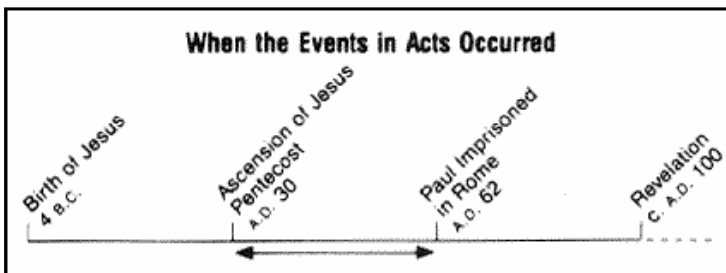 When the Events in Acts Occurred
Birth of Jesus
4 B.C.
Ascension of Jesus
Pentecost
A.D. 30
Paul Imprisoned
in Rome
A.D. 62
Revelation
C. A.D. 100